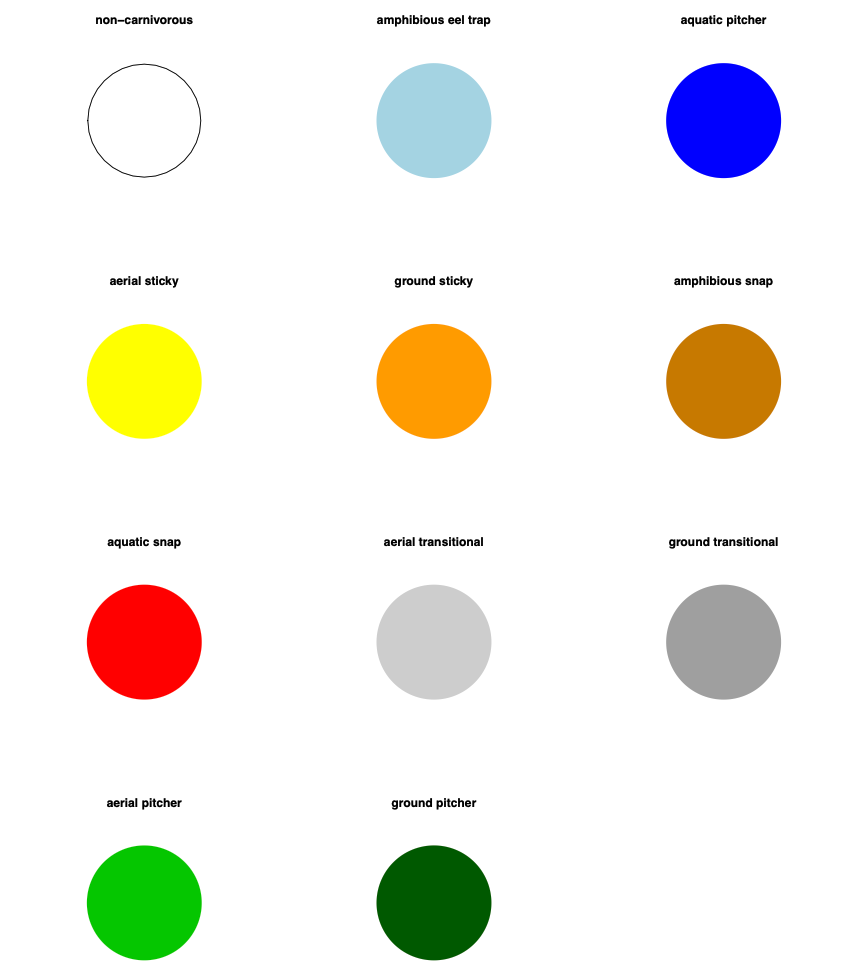 non–carnivorous
amphibious eel trap
aquatic pitcher
aerial sticky
ground sticky
amphibious snap
aquatic snap
aerial transitional
ground transitional
aerial pitcher
ground pitcher